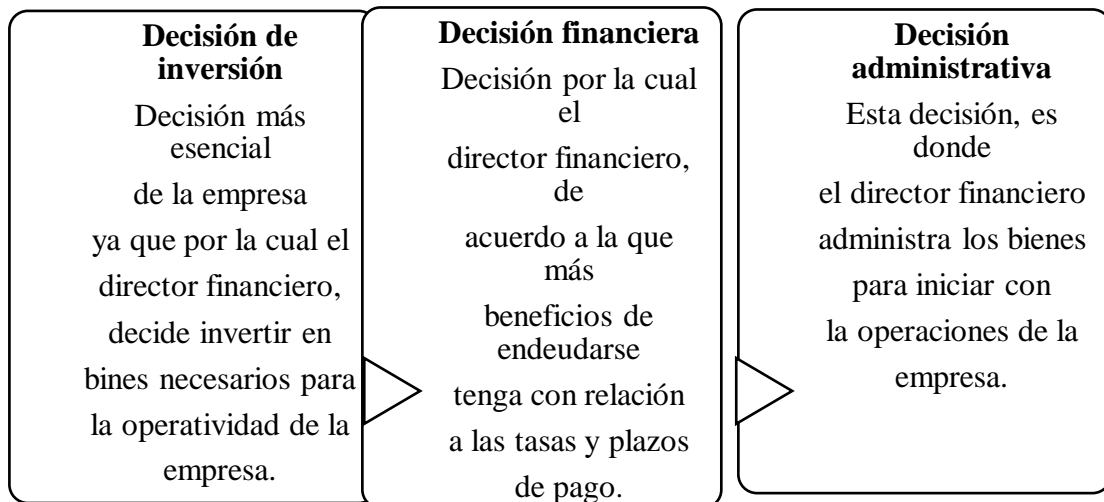 Decisión de
inversión
Decisión más
esencial
de la empresa
ya que por la cual el
director financiero,
decide invertir en
bines necesarios para
la operatividad de la
empresa.
Decisión financiera
Decisión por la cual
el
director financiero,
de
acuerdo a la que
más
beneficios de
endeudarse
tenga con relación
a las tasas y plazos
de pago.
Decisión
administrativa
Esta decisión, es
donde
el director financiero
administra los bienes
para iniciar con
la operaciones de la
empresa.